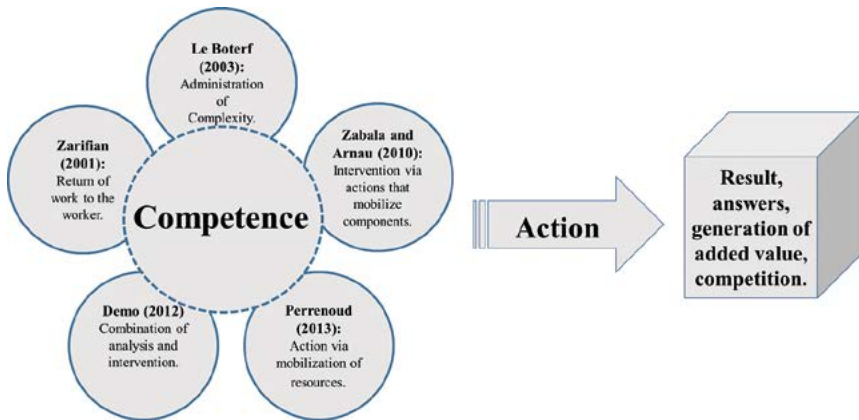 Le Boterf
(2003):
Administration
of
Complexity.
Zarifian
(2001):
Return of
work to the
worker.
Zabala and
Arnau (2010):
Intervention via
actions that
mobilize
components.
Competence
Demo (2012)
Combination of
analysis and
intervention.
Perrenoud
(2013):
Action via
mobilization of
resources.
Action
Result,
answers,
generation of
added value,
competition.